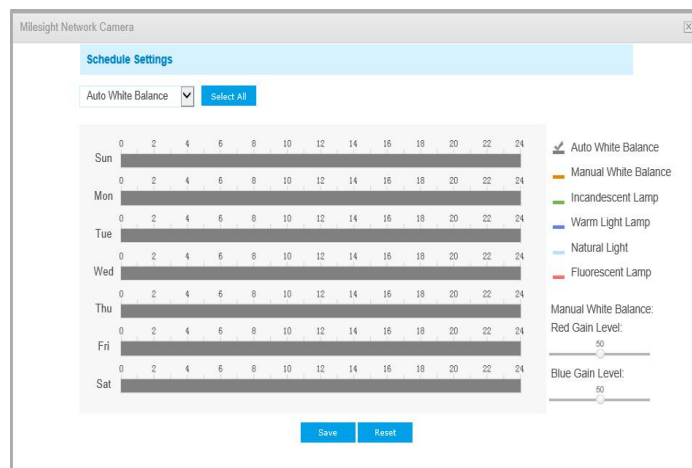 Milesight Network Camera
X
Schedule Settings
Auto White Balance
Select All
0 2 4 6 8 10 12 14 16 18 20 22 24
Sun
0 2 4 6 8 10 12 14 16 18 20 22 24
Mon
0 2 4 6 8 10 12 14 16 18 20 22 24
Tue
0 2 4 6 8 10 12 14 16 18 20 22 24
Wed
0 2 4 6 8 10 12 14 16 18 20 22 24
Thu
0 2 4 6 8 10 12 14 16 18 20 22 24
Fri
0 2 4 6 8 10 12 14 16 18 20 22 24
Sat
Auto White Balance
Manual White Balance
Incandescent Lamp
Warm Light Lamp
Natural Light
Fluorescent Lamp
Manual White Balance:
Red Gain Level:
50
Blue Gain Level:
50
Save
Reset